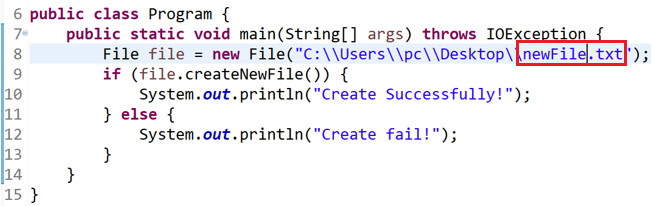 6 public class Program {
7 public static void main(String[] args) throws IOException {
8 File file = new File("C:\\Users\\pc\\Desktop\\newFile.txt");
9 if (file.createNewFile()) {
10 System.out.println("Create Successfully!");
11 } else {
12 System.out.println("Create fail!");
13 }
14 }
15 }